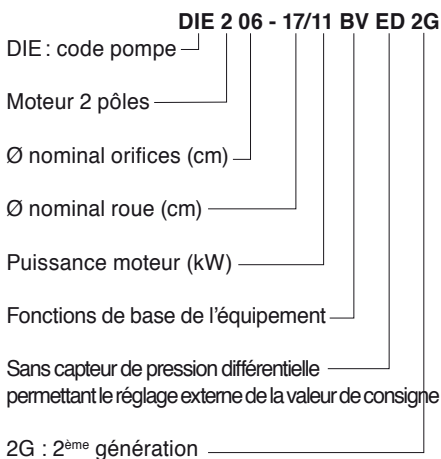 DIE 2 06 - 17/11 BV ED 2G
DIE : code pompe
Moteur 2 pôles
Ø nominal orifices (cm)
Ø nominal roue (cm)
Puissance moteur (kW)
Fonctions de base de l'équipement
Sans capteur de pression différentielle
permettant le réglage externe de la valeur de consigne
2G : 2ème génération